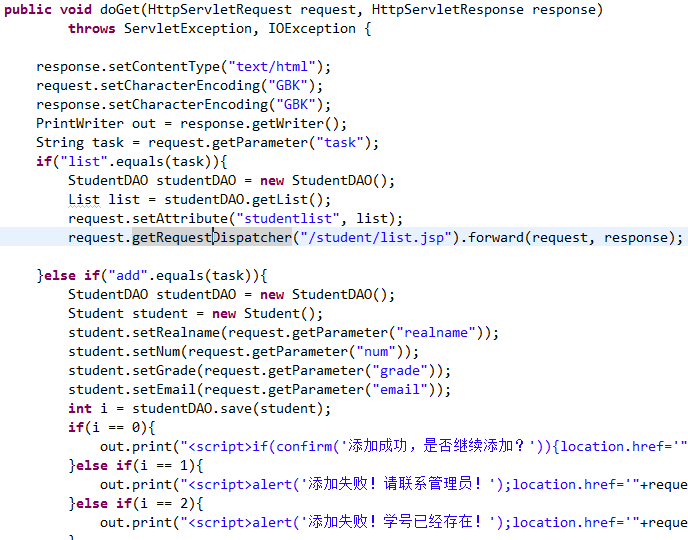 public void doGet(HttpServletRequest request, HttpServletResponse response)
throws ServletException, IOException {
response.setContentType("text/html");
request.setCharacterEncoding("GBK");
response.setCharacterEncoding("GBK");
PrintWriter out = response.getWriter();
String task = request.getParameter("task");
if("list".equals(task)){
StudentDAO studentDAO = new StudentDAO();
List list = studentDAO.getList();
request.setAttribute("studentlist", list);
request.getRequestDispatcher("/student/list.jsp").forward(request, response);
}else if("add".equals(task)){
StudentDAO studentDAO = new StudentDAO();
Student student = new Student();
student.setRealname(request.getParameter("realname"));
student.setNum(request.getParameter("num"));
student.setGrade(request.getParameter("grade"));
student.setEmail(request.getParameter("email"));
int i = studentDAO.save(student);
if(i == 0){
out.print("<script>if(confirm('添加成功，是否继续添加？')){location.href='"
}else if(i == 1){
out.print("<script>alert('添加失败！请联系管理员！');location.href='"+reque
}else if(i == 2){
out.print("<script>alert('添加失败！学号已经存在！');location.href='"+reque